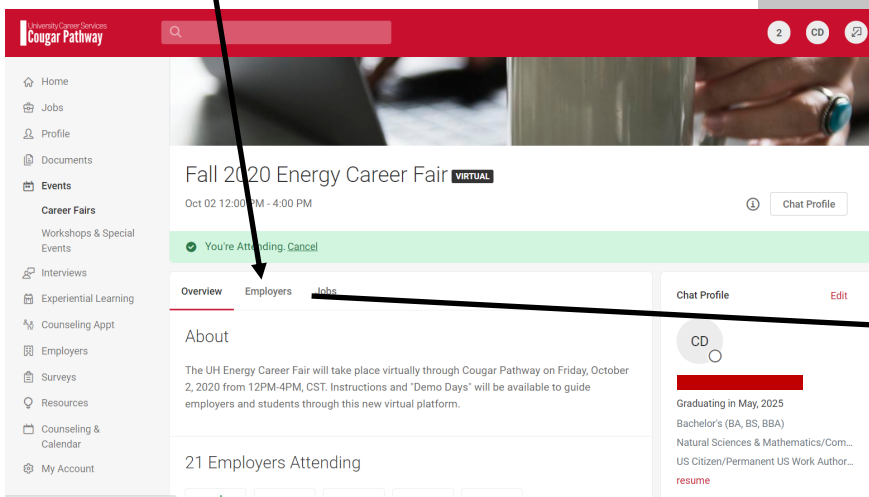 University Career Services
Cougar Pathway
2
CD
Home
Jobs
Profile
Documents
Events
Career Fairs
Workshops & Special
Events
Interviews
Experiential Learning
Counseling Appt
Employers
Surveys
Resources
Counseling &
Calendar
My Account
Fall 2020 Energy Career Fair VIRTUAL
Oct 02 12:00 PM - 4:00 PM
Chat Profile
You're Attending. Cancel
Overview Employers Jobs
About
The UH Energy Career Fair will take place virtually through Cougar Pathway on Friday, October
2, 2020 from 12PM-4PM, CST. Instructions and "Demo Days" will be available to guide
employers and students through this new virtual platform.
21 Employers Attending
Chat Profile Edit
CD
Graduating in May, 2025
Bachelor's (BA, BS, BBA)
Natural Sciences & Mathematics/Com...
US Citizen/Permanent US Work Author...
resume